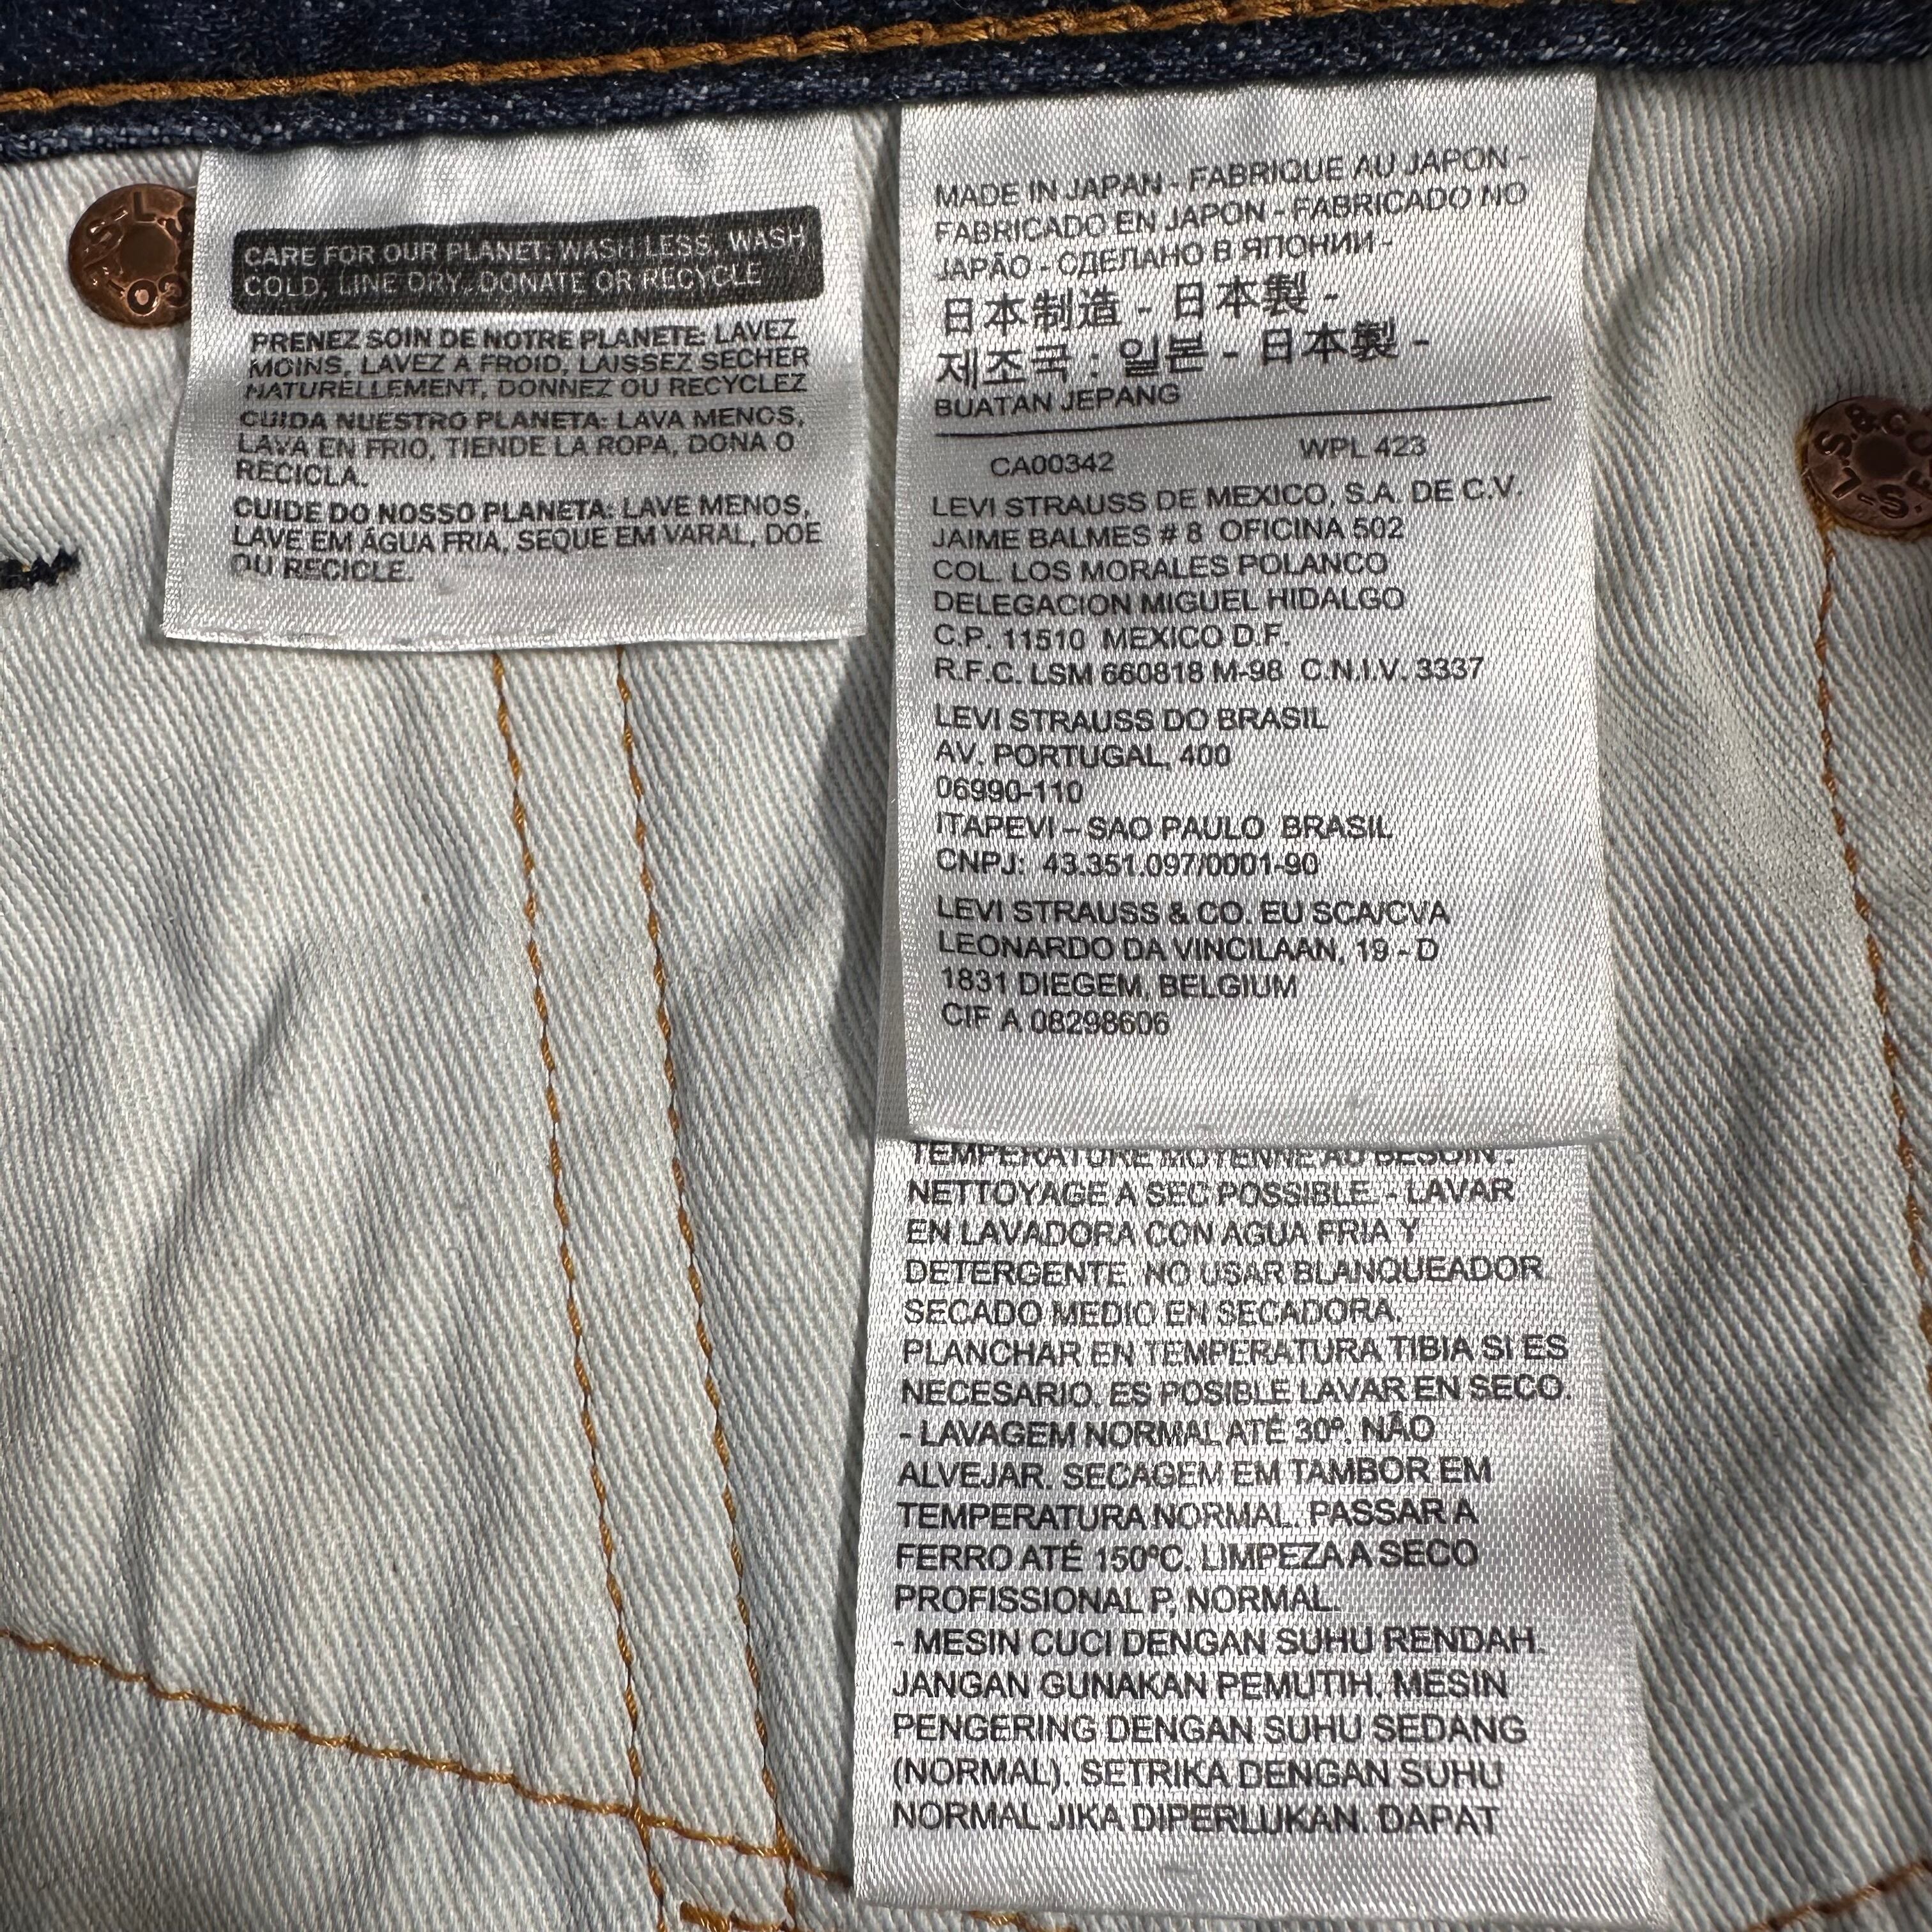 CARE FOR OUR PLANET: WASH LESS, WASH
COLD, LINE DRY, DONATE OR RECYCLE
PRENEZ SOIN DE NOTRE PLANETE: LAVEZ
MOINS, LAVEZ A FROID, LAISSEZ SECHER
NATURELLEMENT, DONNEZ OU RECYCLEZ
CUIDA NUESTRO PLANETA: LAVA MENOS,
LAVA EN FRIO, TIENDE LA ROPA, DONA O
RECICLA.
CUIDE DO NOSSO PLANETA: LAVE MENOS,
LAVE EM ÁGUA FRIA, SEQUE EM VARAL, DOE
OU RECICLE.
MADE IN JAPAN - FABRIQUE AU JAPON -
FABRICADO EN JAPON - FABRICADO NO
JAPÃO - СДЕЛАНО В ЯПОНИИ -
日本制造 - 日本製 -
제조국 : 일본 - 日本製 -
BUATAN JEPANG
CA00342 WPL 423
LEVI STRAUSS DE MEXICO, S.A. DE C.V.
JAIME BALMES # 8 OFICINA 502
COL. LOS MORALES POLANCO
DELEGACION MIGUEL HIDALGO
C.P. 11510 MEXICO D.F.
R.F.C. LSM 660818 M-98 C.N.I.V. 3337
LEVI STRAUSS DO BRASIL
AV. PORTUGAL, 400
06990-110
ITAPEVI – SAO PAULO BRASIL
CNPJ: 43.351.097/0001-90
LEVI STRAUSS & CO. EU SCA/CVA
LEONARDO DA VINCILAAN, 19 - D
1831 DIEGEM, BELGIUM
CIF A 08298606
TEMPERATURE MOYENNE AU BESOIN.
NETTOYAGE A SEC POSSIBLE. - LAVAR
EN LAVADORA CON AGUA FRIA Y
DETERGENTE. NO USAR BLANQUEADOR
SECADO MEDIO EN SECADORA.
PLANCHAR EN TEMPERATURA TIBIA SI ES
NECESARIO. ES POSIBLE LAVAR EN SECO.
- LAVAGEM NORMAL ATÉ 30º. NÃO
ALVEJAR. SECAGEM EM TAMBOR EM
TEMPERATURA NORMAL. PASSAR A
FERRO ATÉ 150ºC. LIMPEZA A SECO
PROFISSIONAL P, NORMAL.
- MESIN CUCI DENGAN SUHU RENDAH.
JANGAN GUNAKAN PEMUTIH. MESIN
PENGERING DENGAN SUHU SEDANG
(NORMAL). SETRIKA DENGAN SUHU
NORMAL JIKA DIPERLUKAN. DAPAT